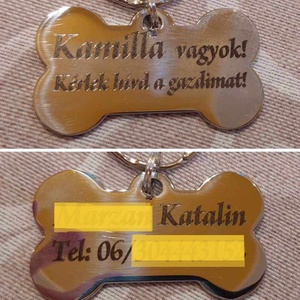 Kamilla vagyok!
Kérlek hívd a gazdimat!
Katalin
Tel: 06/